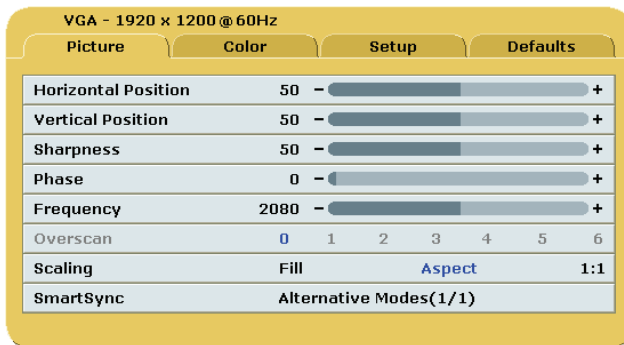 VGA - 1920 x 1200 @ 60Hz
Picture Color Setup Defaults
Horizontal Position 50 - +
Vertical Position 50 - +
Sharpness 50 - +
Phase 0 - +
Frequency 2080 - +
Overscan 0 1 2 3 4 5 6
Scaling Fill Aspect 1:1
SmartSync Alternative Modes(1/1)